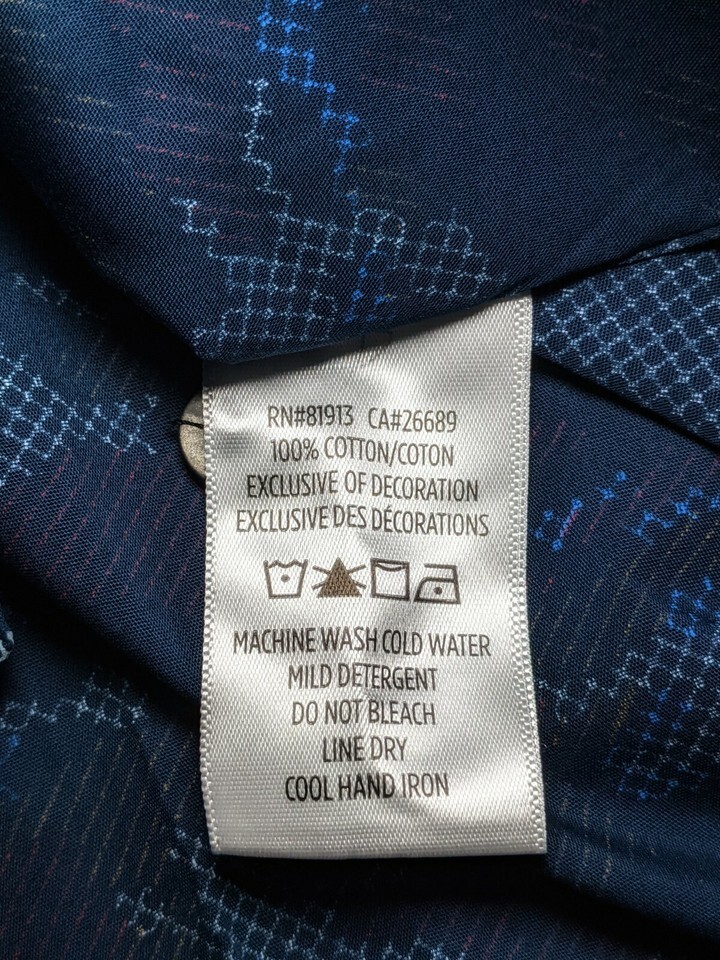 RN#81913 CA#26689
100% COTTON/COTON
EXCLUSIVE OF DECORATION
EXCLUSIVE DES DÉCORATIONS
MACHINE WASH COLD WATER
MILD DETERGENT
DO NOT BLEACH
LINE DRY
COOL HAND IRON